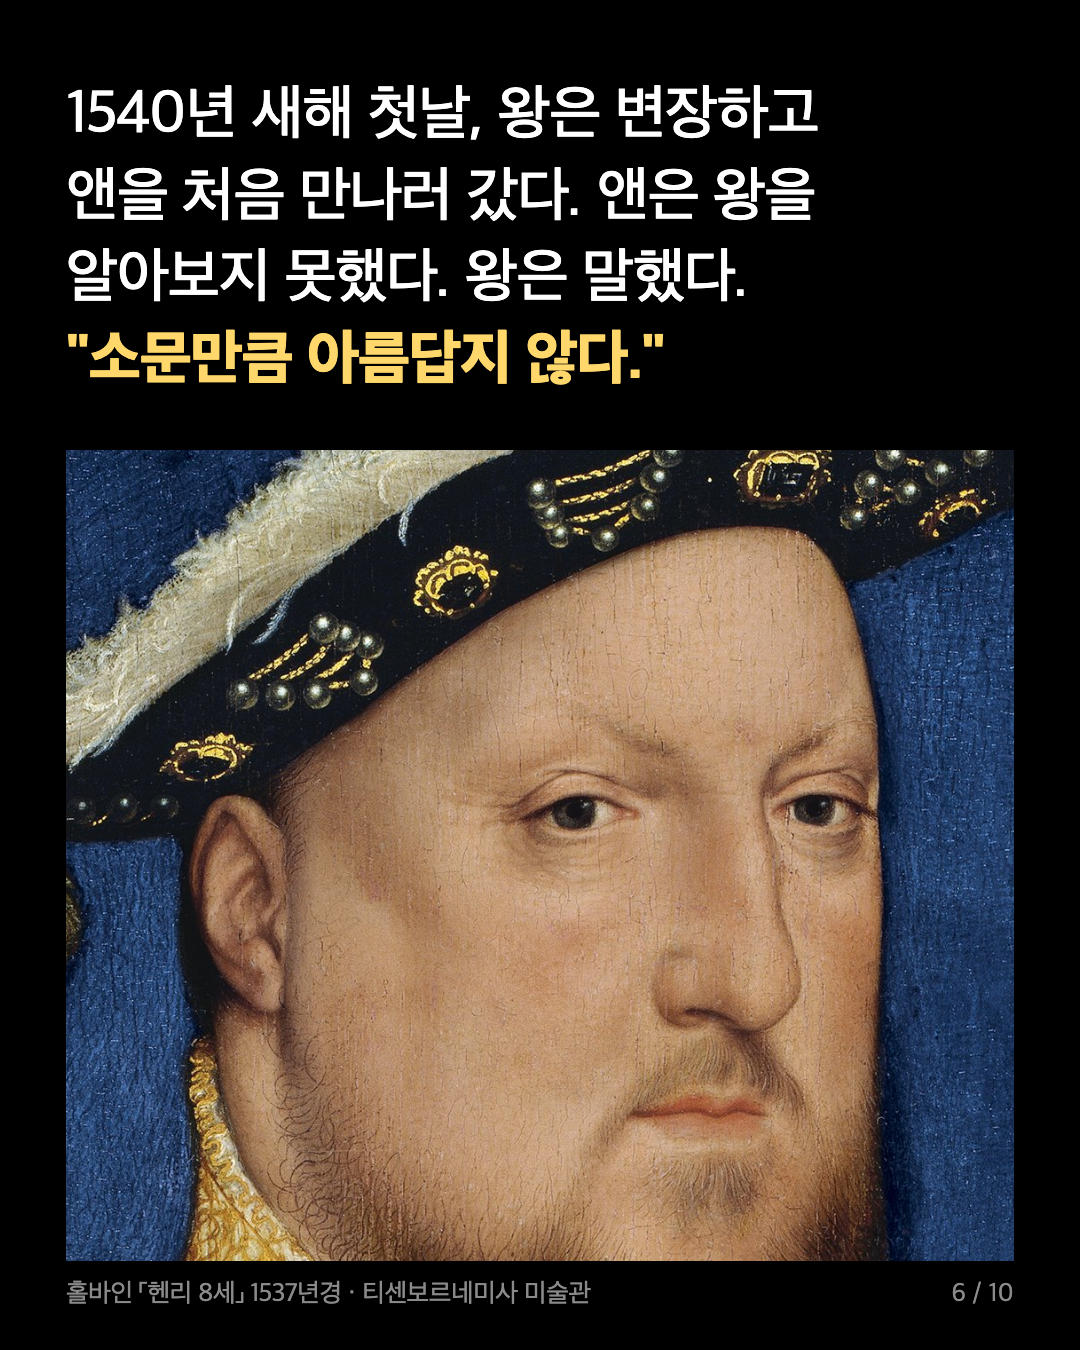 1540년 새해 첫날, 왕은 변장하고
앤을 처음 만나러 갔다. 앤은 왕을
알아보지 못했다. 왕은 말했다.
"소문만큼 아름답지 않다."
홀바인 「헨리 8세」 1537년경 · 티센보르네미사 미술관
6 / 10